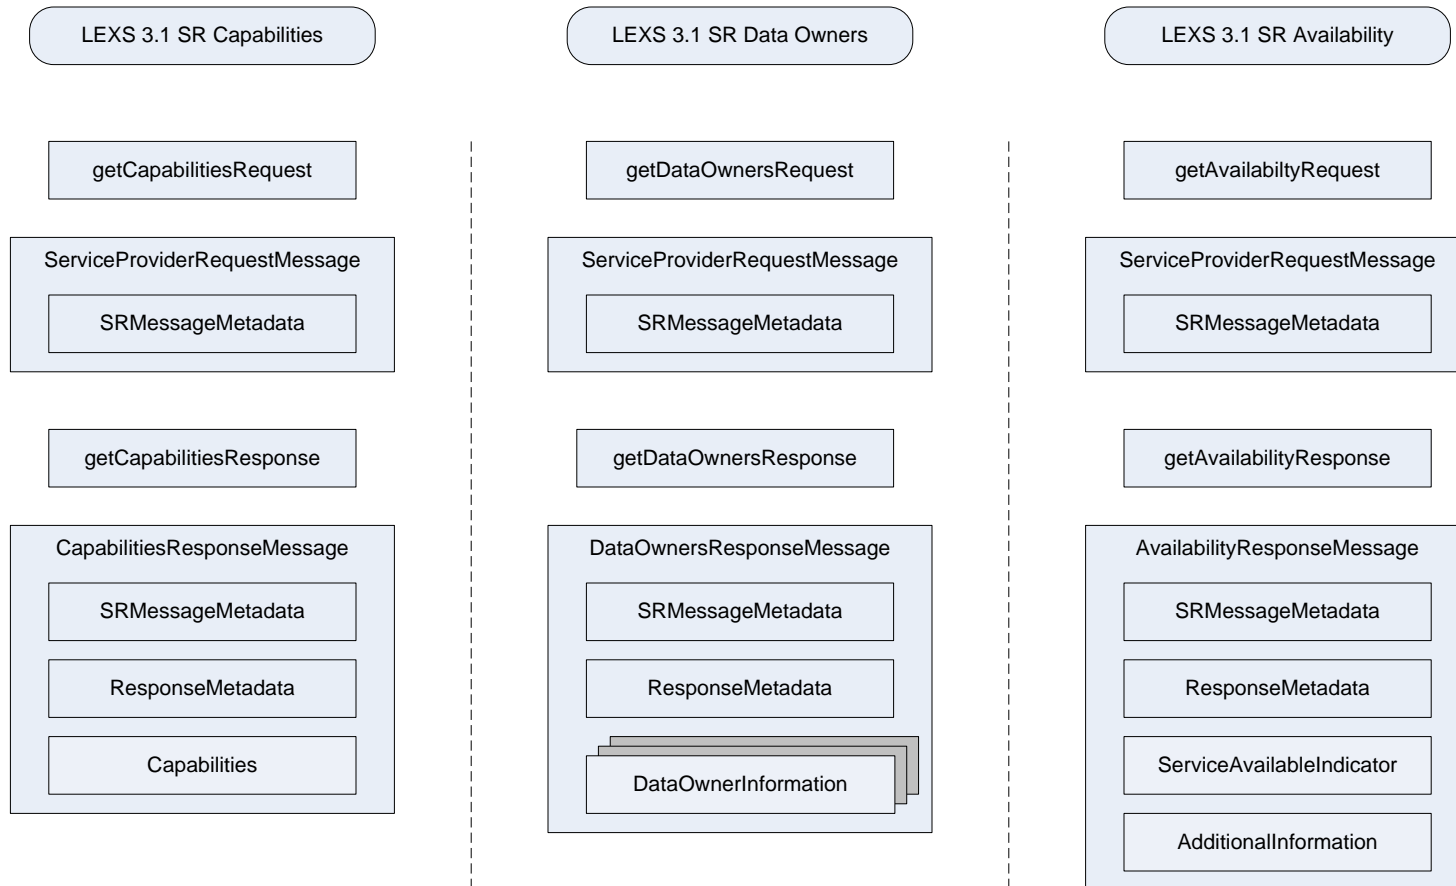 LEXS 3.1 SR Capabilities
getCapabilitiesRequest
ServiceProviderRequestMessage
SRMessageMetadata
getCapabilitiesResponse
CapabilitiesResponseMessage
SRMessageMetadata
ResponseMetadata
Capabilities
LEXS 3.1 SR Data Owners
getDataOwnersRequest
ServiceProviderRequestMessage
SRMessageMetadata
getDataOwnersResponse
DataOwnersResponseMessage
SRMessageMetadata
ResponseMetadata
DataOwnerInformation
LEXS 3.1 SR Availability
getAvailabiltyRequest
ServiceProviderRequestMessage
SRMessageMetadata
getAvailabilityResponse
AvailabilityResponseMessage
SRMessageMetadata
ResponseMetadata
ServiceAvailableIndicator
AdditionalInformation